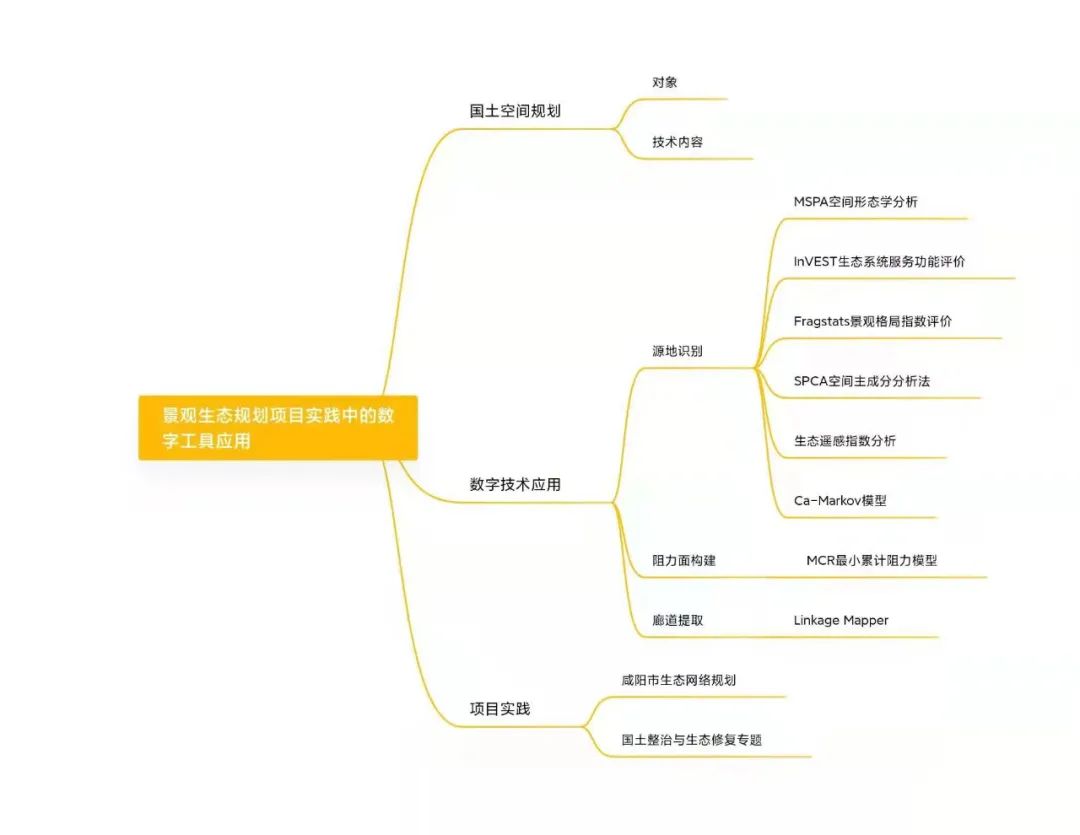 对象
国土空间规划
技术内容
MSPA空间形态学分析
InVEST生态系统服务功能评价
Fragstats景观格局指数评价
源地识别
SPCA空间主成分分析法
景观生态规划项目实践中的数
字工具应用
生态遥感指数分析
数字技术应用
Ca-Markov模型
阻力面构建
MCR最小累计阻力模型
廊道提取
Linkage Mapper
咸阳市生态网络规划
项目实践
国土整治与生态修复专题